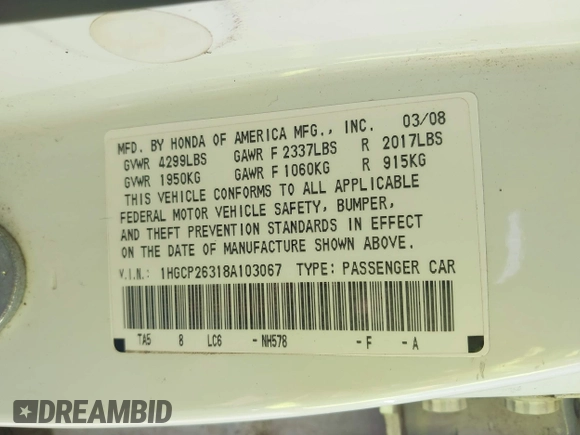 MFD. BY HONDA OF AMERICA MFG., INC. 03/08
GVWR 4299LBS GAWR F 2337LBS R 2017LBS
GVWR 1950KG GAWR F 1060KG R 915KG
THIS VEHICLE CONFORMS TO ALL APPLICABLE
FEDERAL MOTOR VEHICLE SAFETY, BUMPER,
AND THEFT PREVENTION STANDARDS IN EFFECT
ON THE DATE OF MANUFACTURE SHOWN ABOVE.
V.I.N: 1HGCP26318A103067 TYPE: PASSENGER CAR
TA5 8 LC6 -NH578 -F -A
DREAMBID